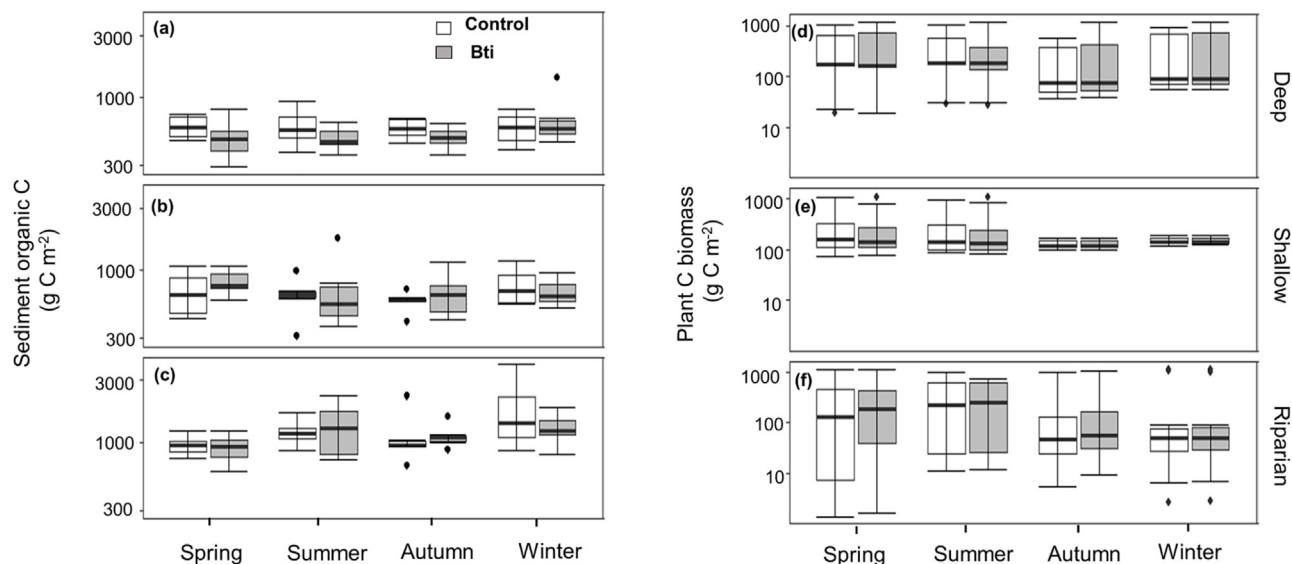 (a)
Control
Bti
3000
1000
300
(b)
3000
1000
300
(c)
3000
1000
300
Sediment organic C
(g C m-2)
Spring Summer Autumn Winter
(d)
1000
100
10
Deep
(e)
1000
100
10
Shallow
(f)
1000
100
10
Riparian
Plant C biomass
(g C m-2)
Spring Summer Autumn Winter